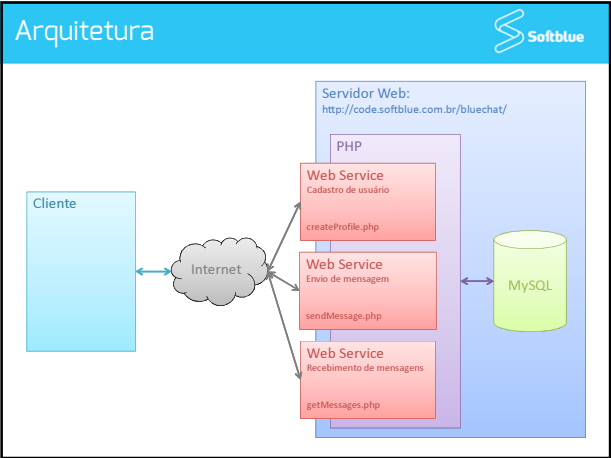 Arquitetura
Softblue
Servidor Web:
http://code.softblue.com.br/bluechat/
PHP
Web Service
Cadastro de usuário
createProfile.php
Cliente
Internet
Web Service
Envio de mensagem
sendMessage.php
MySQL
Web Service
Recebimento de mensagens
getMessages.php